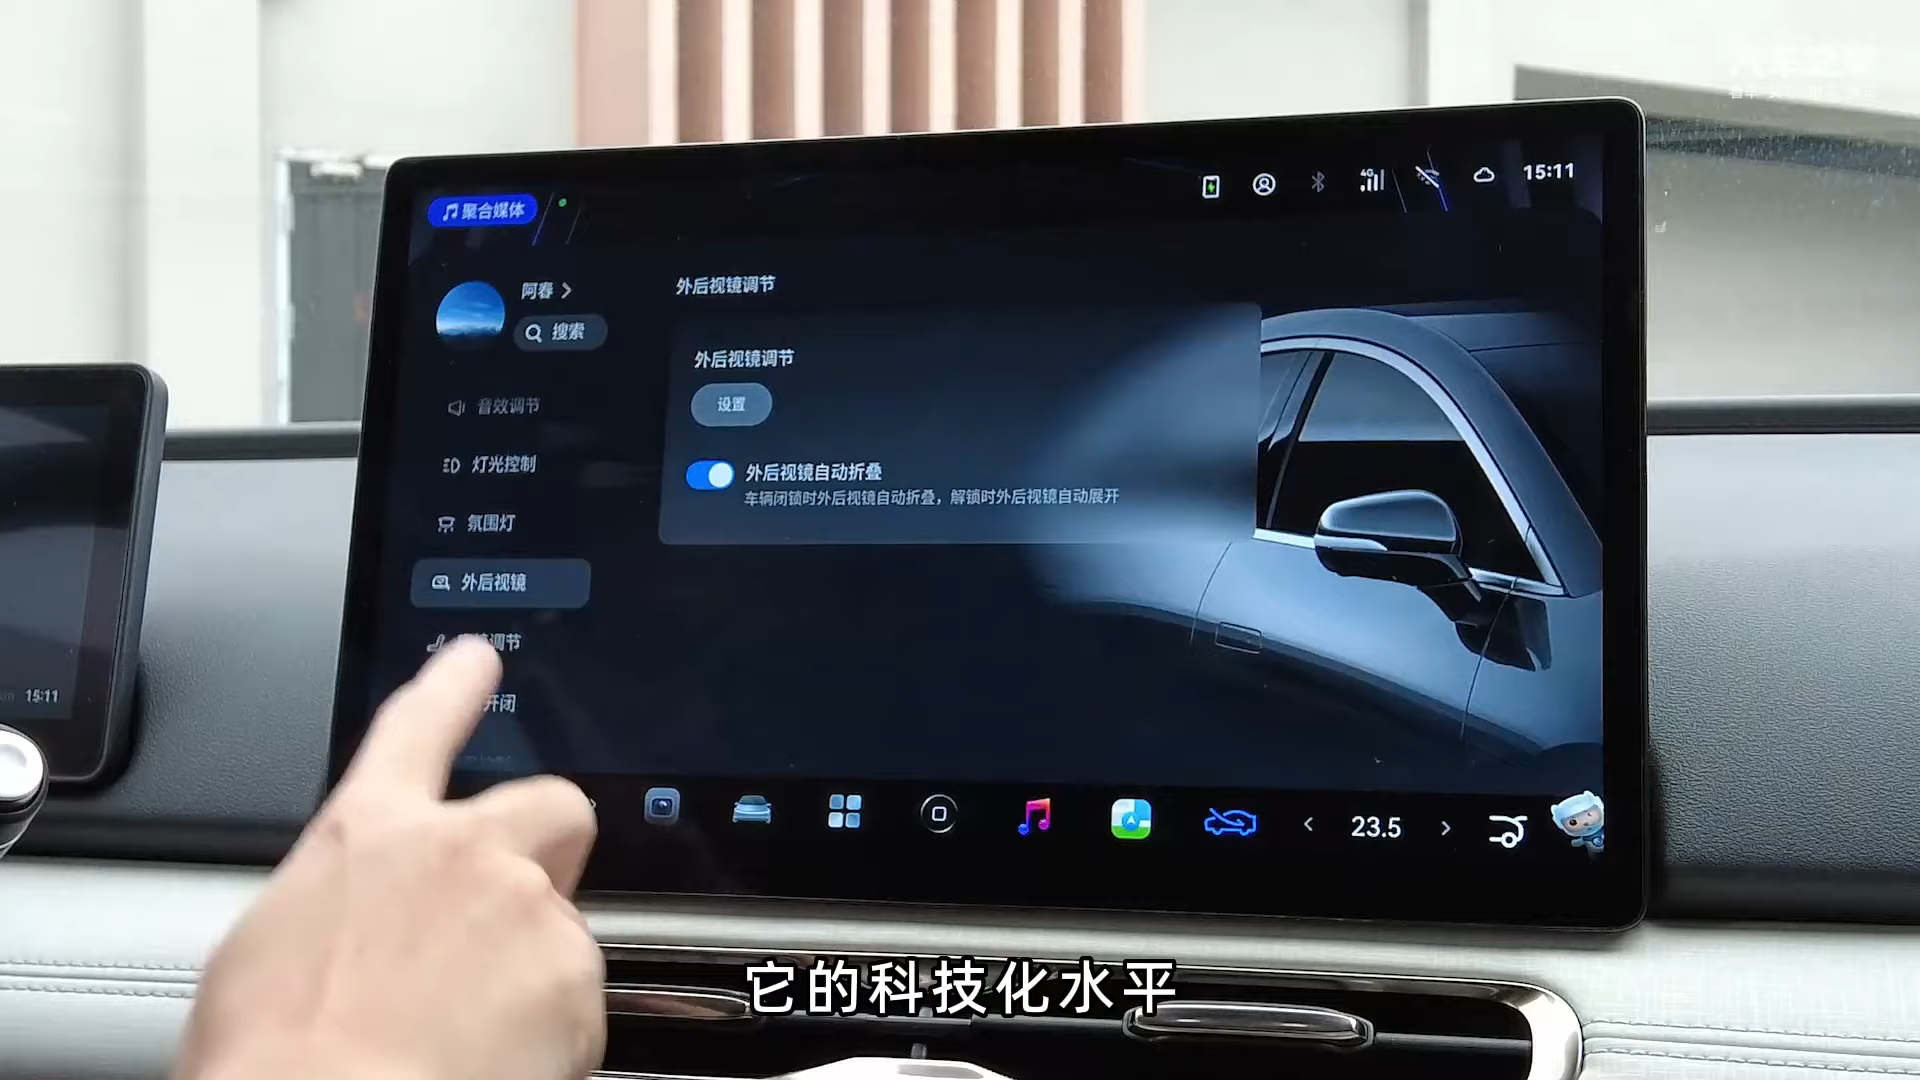 聚合媒体
4G
15:11
阿春
搜索
音效调节
灯光控制
氛围灯
外后视镜
调节
开闭
外后视镜调节
外后视镜调节
设置
外后视镜自动折叠
车辆闭锁时外后视镜自动折叠，解锁时外后视镜自动展开
23.5
15:11
它的科技化水平